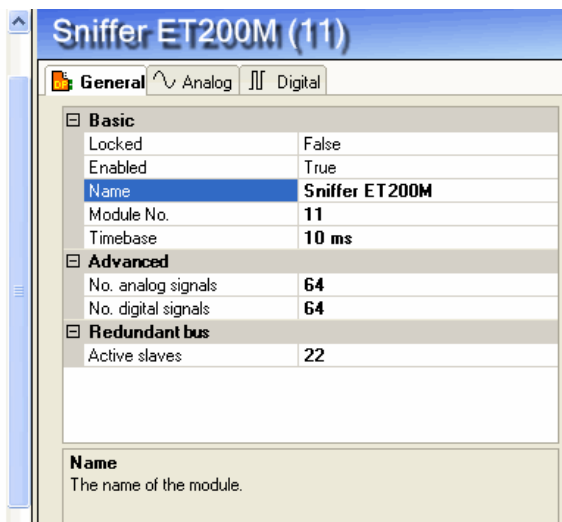 Sniffer ET200M (11)
General Analog Digital
Basic
Locked False
Enabled True
Name Sniffer ET200M
Module No. 11
Timebase 10 ms
Advanced
No. analog signals 64
No. digital signals 64
Redundant bus
Active slaves 22
Name
The name of the module.